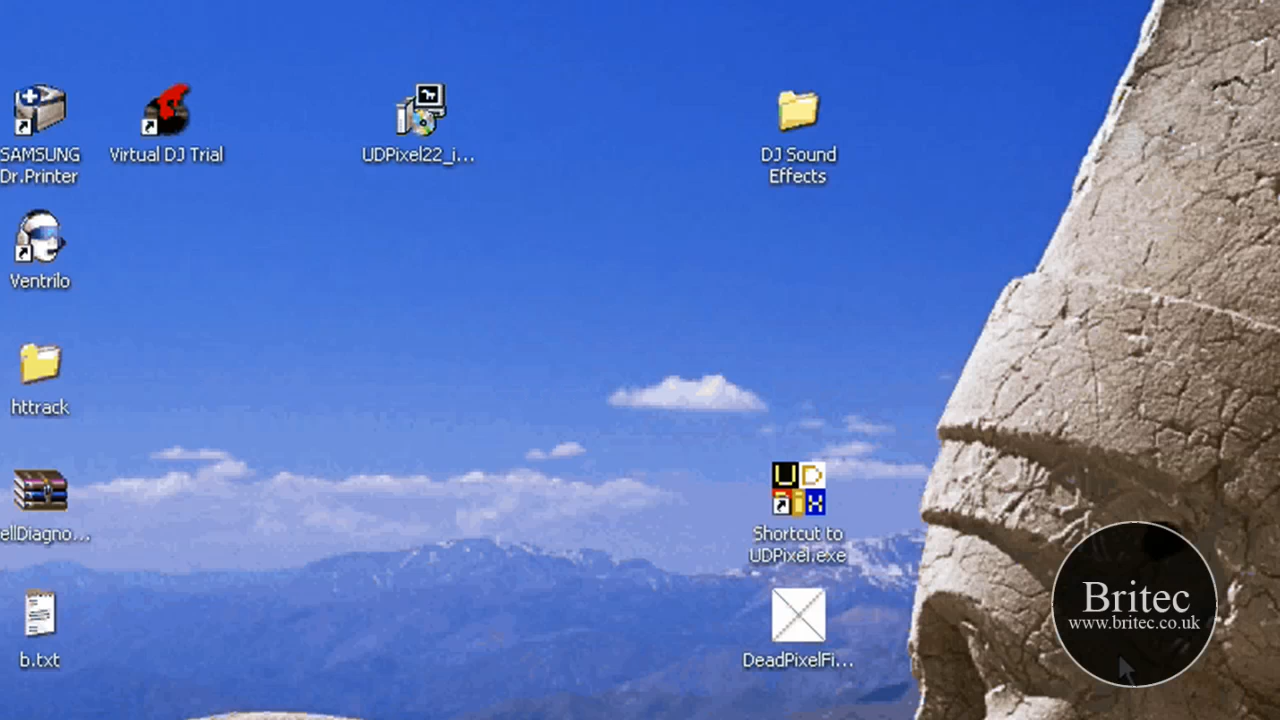 SAMSUNG
Dr.Printer
Virtual DJ Trial
UDPixel22_i...
DJ Sound
Effects
Ventrilo
httrack
ellDiagno...
Shortcut to
UDPixel.exe
b.txt
DeadPixelFi...
U D
P i X
Britec
www.britec.co.uk